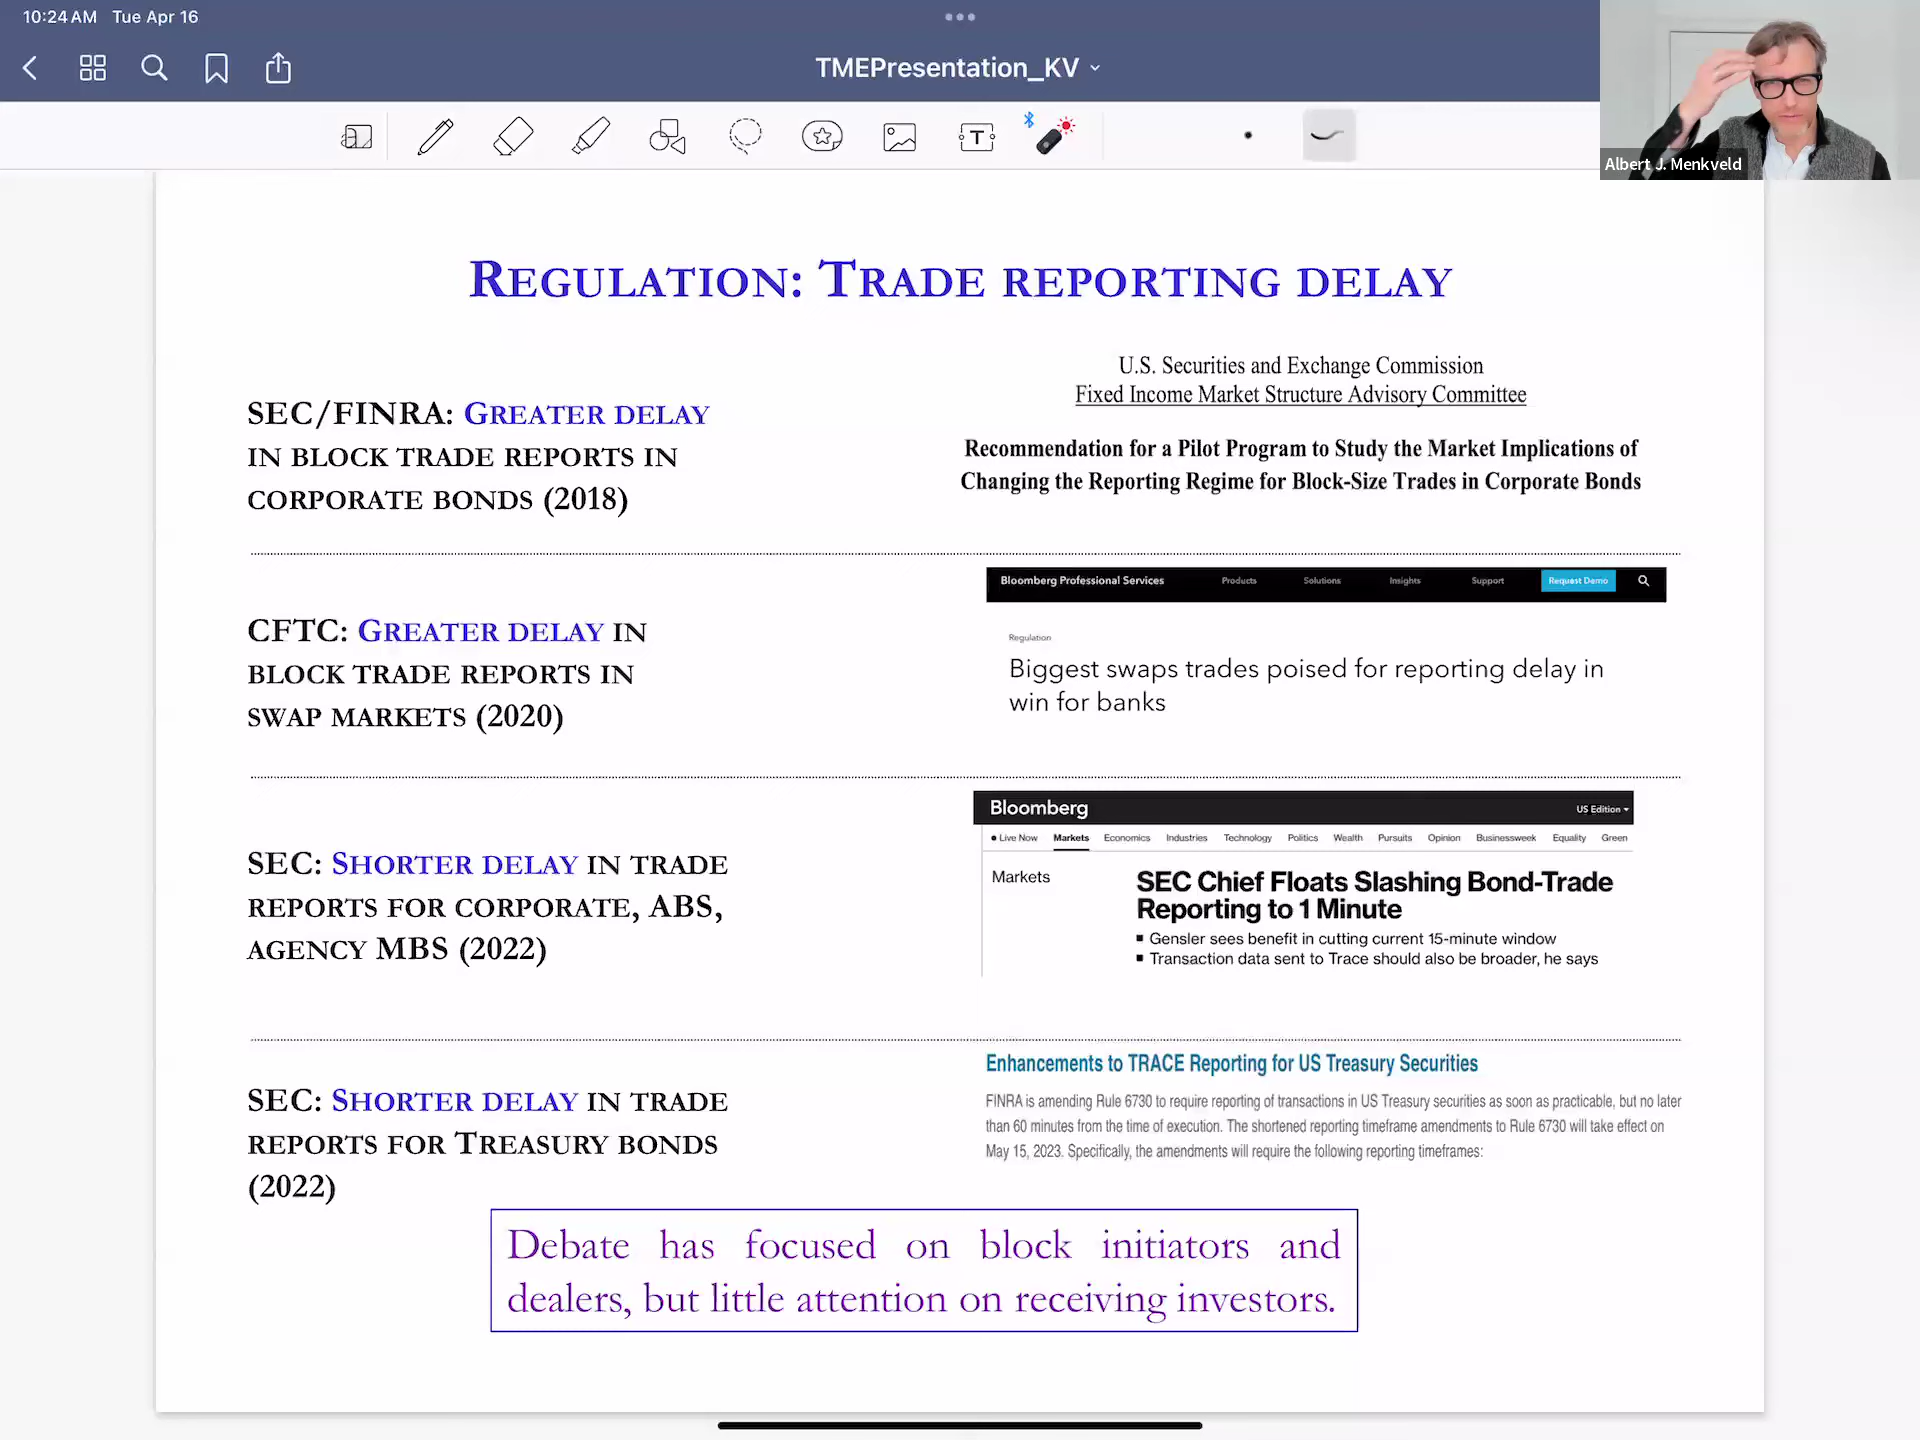 10:24 AM Tue Apr 16
TMEPresentation_KV
Albert J. Menkveld
REGULATION: TRADE REPORTING DELAY
SEC/FINRA: GREATER DELAY
IN BLOCK TRADE REPORTS IN
CORPORATE BONDS (2018)
U.S. Securities and Exchange Commission
Fixed Income Market Structure Advisory Committee
Recommendation for a Pilot Program to Study the Market Implications of
Changing the Reporting Regime for Block-Size Trades in Corporate Bonds
CFTC: GREATER DELAY IN
BLOCK TRADE REPORTS IN
SWAP MARKETS (2020)
Bloomberg Professional Services Products Solutions Insights Support Request Demo
Regulation
Biggest swaps trades poised for reporting delay in
win for banks
SEC: SHORTER DELAY IN TRADE
REPORTS FOR CORPORATE, ABS,
AGENCY MBS (2022)
Bloomberg US Edition
Live Now Markets Economics Industries Technology Politics Wealth Pursuits Opinion Businessweek Equality Green
Markets
SEC Chief Floats Slashing Bond-Trade
Reporting to 1 Minute
Gensler sees benefit in cutting current 15-minute window
Transaction data sent to Trace should also be broader, he says
SEC: SHORTER DELAY IN TRADE
REPORTS FOR TREASURY BONDS
(2022)
Enhancements to TRACE Reporting for US Treasury Securities
FINRA is amending Rule 6730 to require reporting of transactions in US Treasury securities as soon as practicable, but no later
than 60 minutes from the time of execution. The shortened reporting timeframe amendments to Rule 6730 will take effect on
May 15, 2023. Specifically, the amendments will require the following reporting timeframes:
Debate has focused on block initiators and
dealers, but little attention on receiving investors.